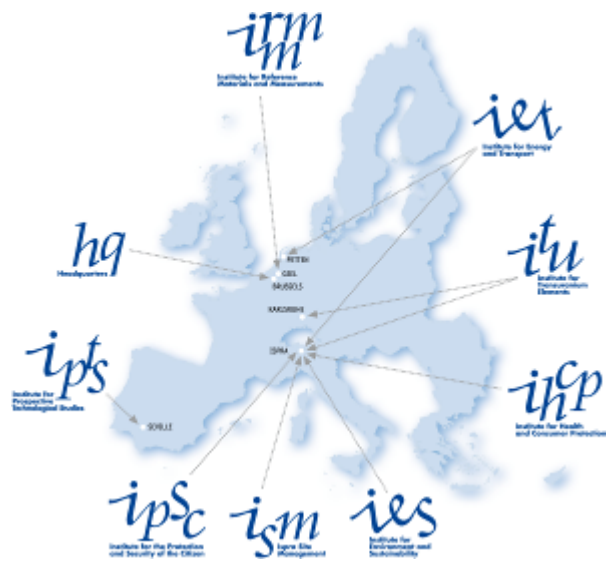 irmm
Institute for Reference
Materials and Measurements
iet
Institute for Energy
and Transport
hq
Headquarters
itu
Institute for
Transuranium
Elements
PETTEN
GEEL
BRUSSELS
KARLSRUHE
ISPRA
ipts
Institute for
Prospective
Technological Studies
SEVILLE
ihcp
Institute for Health
and Consumer Protection
ipsc
Institute for the Protection
and Security of the Citizen
ism
Ispra Site
Management
ies
Institute for
Environment and
Sustainability